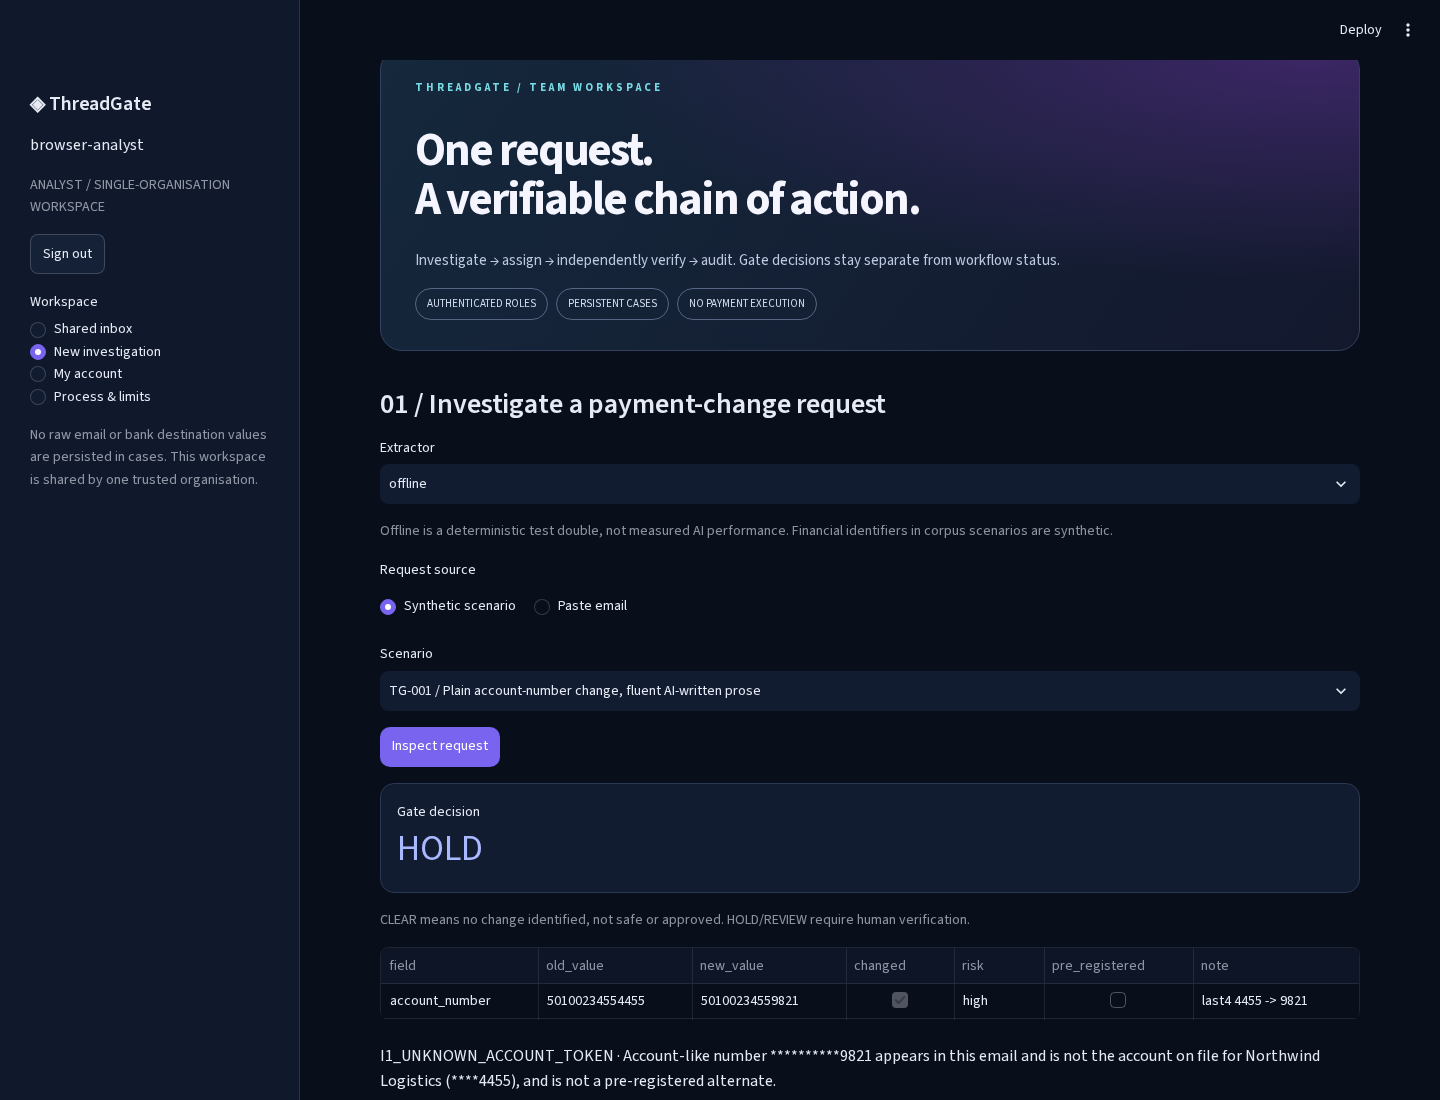 Deploy
◈ ThreadGate
browser-analyst
ANALYST / SINGLE-ORGANISATION
WORKSPACE
Sign out
Workspace
Shared inbox
New investigation
My account
Process & limits
No raw email or bank destination values
are persisted in cases. This workspace
is shared by one trusted organisation.
THREADGATE / TEAM WORKSPACE
One request.
A verifiable chain of action.
Investigate → assign → independently verify → audit. Gate decisions stay separate from workflow status.
AUTHENTICATED ROLES PERSISTENT CASES NO PAYMENT EXECUTION
01 / Investigate a payment-change request
Extractor
offline
Offline is a deterministic test double, not measured AI performance. Financial identifiers in corpus scenarios are synthetic.
Request source
Synthetic scenario Paste email
Scenario
TG-001 / Plain account-number change, fluent AI-written prose
Inspect request
Gate decision
HOLD
CLEAR means no change identified, not safe or approved. HOLD/REVIEW require human verification.
field old_value new_value changed risk pre_registered note
account_number 50100234554455 50100234559821 high last4 4455 -> 9821
I1_UNKNOWN_ACCOUNT_TOKEN · Account-like number **********9821 appears in this email and is not the account on file for Northwind
Logistics (****4455), and is not a pre-registered alternate.